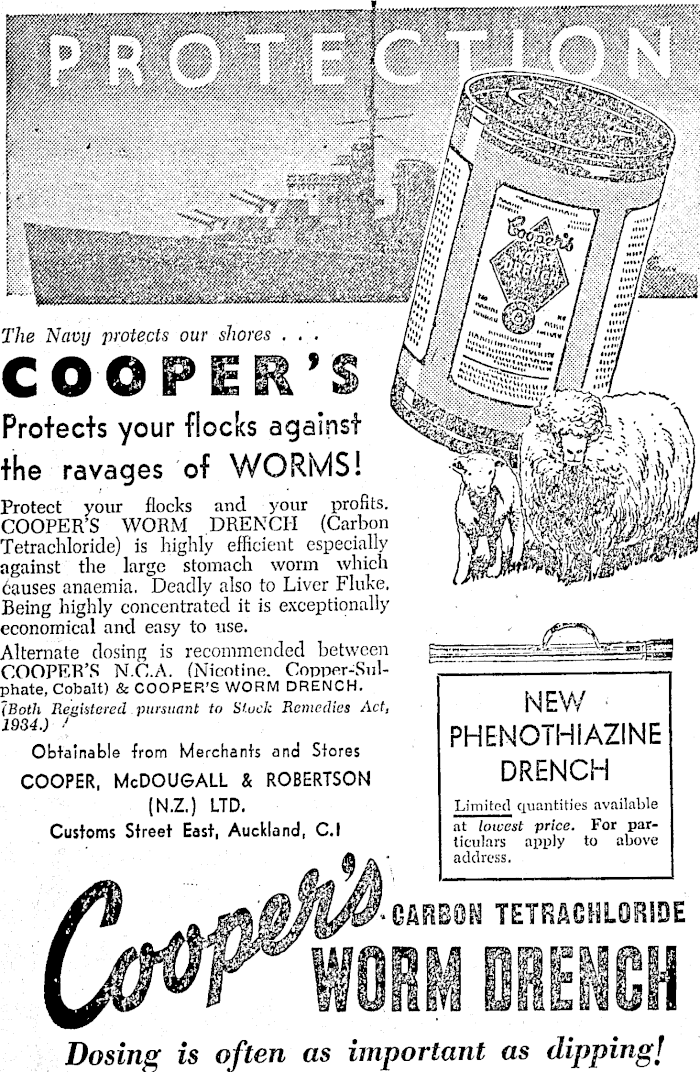 PROTECTION
Cooper's
WORM
DRENCH
The Navy protects our shores . . .
COOPER'S
Protects your flocks against
the ravages of WORMS!
Protect your flocks and your profits.
COOPER'S WORM DRENCH (Carbon
Tetrachloride) is highly efficient especially
against the large stomach worm which
causes anaemia. Deadly also to Liver Fluke.
Being highly concentrated it is exceptionally
economical and easy to use.
Alternate dosing is recommended between
COOPER'S N.C.A. (Nicotine, Copper-Sul-
phate, Cobalt) & COOPER'S WORM DRENCH.
(Both Registered pursuant to Stock Remedies Act,
1934.)
Obtainable from Merchants and Stores
COOPER, McDOUGALL & ROBERTSON
(N.Z.) LTD.
Customs Street East, Auckland, C.1
NEW
PHENOTHIAZINE
DRENCH
Limited quantities available
at lowest price. For par-
ticulars apply to above
address.
Cooper's CARBON TETRACHLORIDE
WORM DRENCH
Dosing is often as important as dipping!